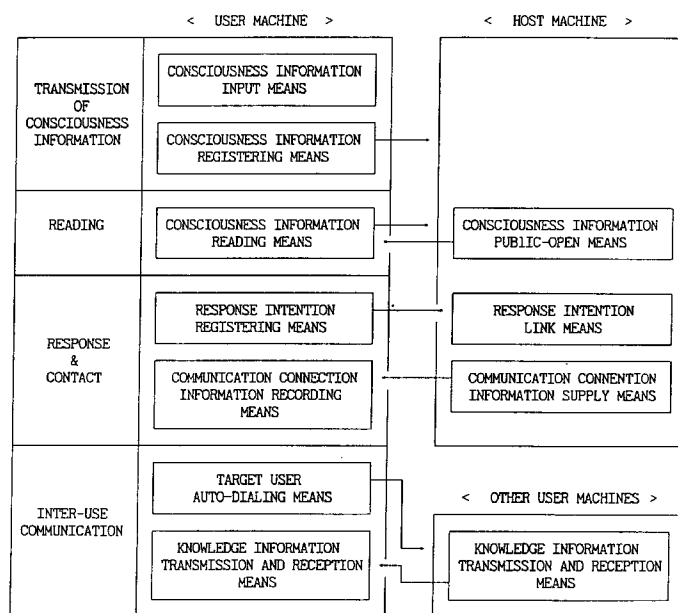 < USER MACHINE >
< HOST MACHINE >
TRANSMISSION
OF
CONSCIOUSNESS
INFORMATION
CONSCIOUSNESS INFORMATION
INPUT MEANS
CONSCIOUSNESS INFORMATION
REGISTERING MEANS
READING
CONSCIOUSNESS INFORMATION
READING MEANS
CONSCIOUSNESS INFORMATION
PUBLIC-OPEN MEANS
RESPONSE
&
CONTACT
RESPONSE INTENTION
REGISTERING MEANS
RESPONSE INTENTION
LINK MEANS
COMMUNICATION CONNECTION
INFORMATION RECORDING
MEANS
COMMUNICATION CONNENTION
INFORMATION SUPPLY MEANS
INTER-USE
COMMUNICATION
TARGET USER
AUTO-DIALING MEANS
< OTHER USER MACHINES >
KNOWLEDGE INFORMATION
TRANSMISSION AND RECEPTION
MEANS
KNOWLEDGE INFORMATION
TRANSMISSION AND RECEPTION
MEANS